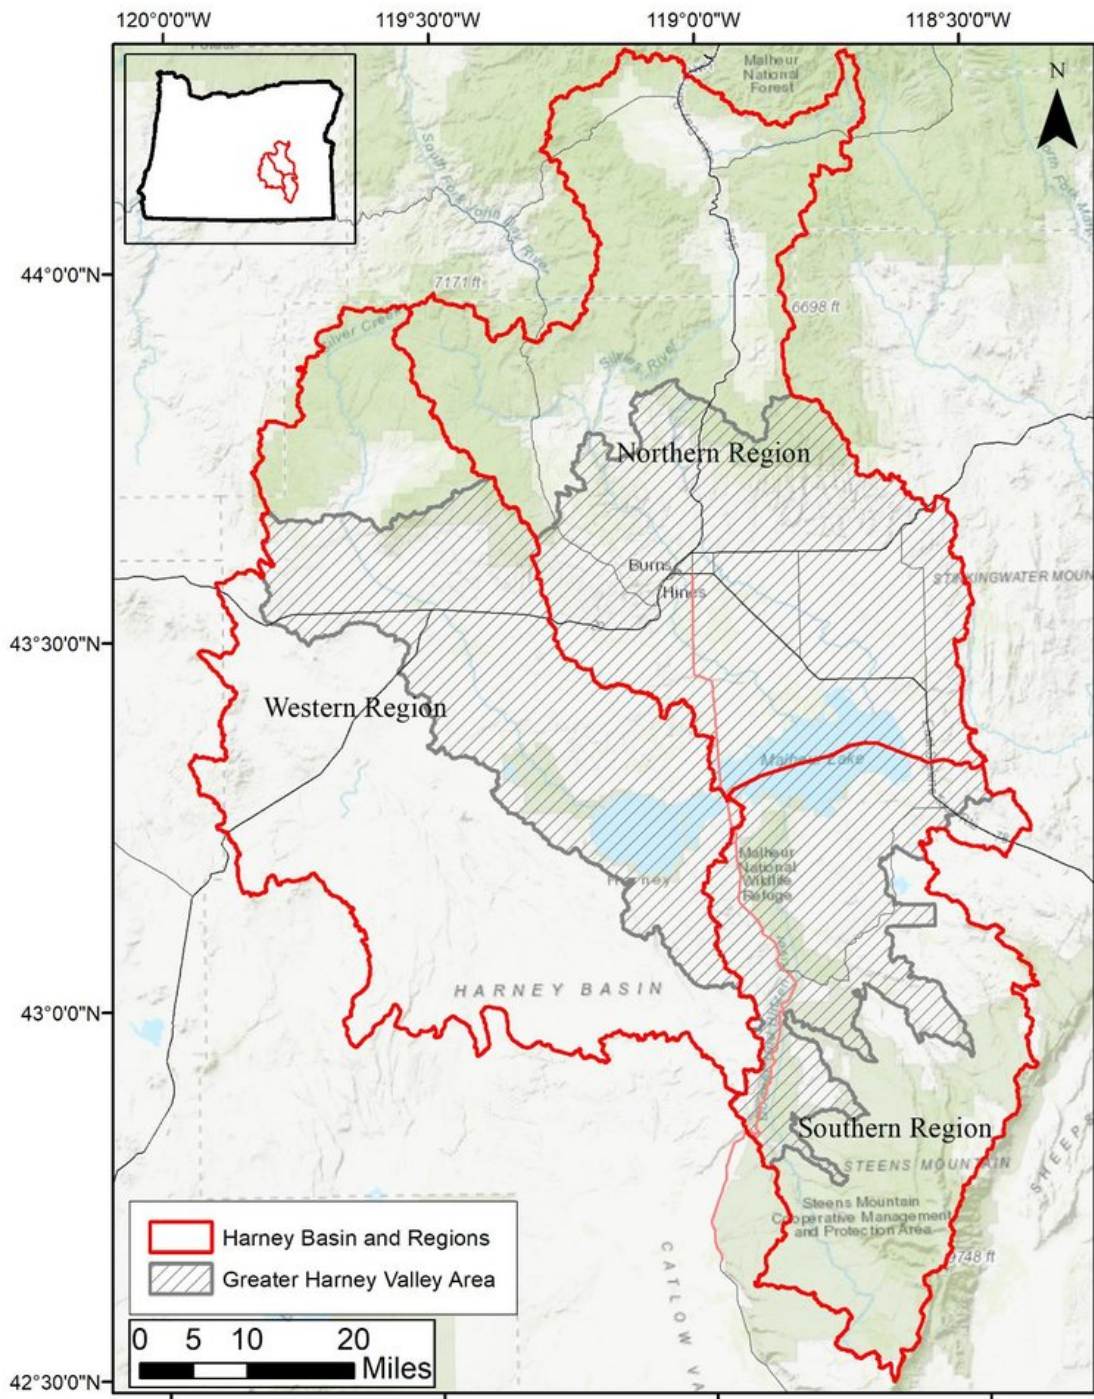 120°0'0"W
119°30'0"W
119°0'0"W
118°30'0"W
Malheur
National
Forest
N
South Fork John Day River
44°0'0"N
7171 ft
6698 ft
Silver Creek
Silvies River
395
Northern Region
Burns
Hines
STINKINGWATER MOUN
43°30'0"N
Western Region
Malheur Lake
78
Malheur
National
Wildlife
Refuge
Harney
HARNEY BASIN
43°0'0"N
Southern Region
STEENS MOUNTAIN
SHEEPS
Steens Mountain
Cooperative Management
and Protection Area
9748 ft
CATLOW VA
Harney Basin and Regions
Greater Harney Valley Area
0 5 10 20
Miles
42°30'0"N